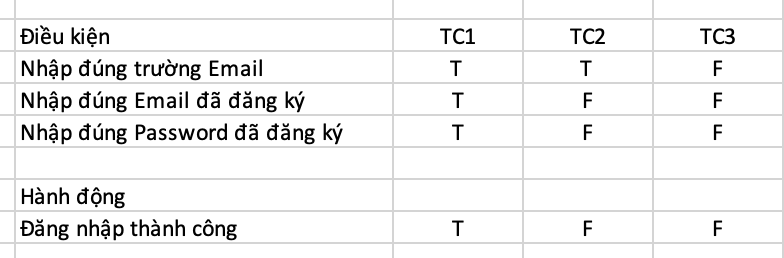 Điều kiện TC1 TC2 TC3
Nhập đúng trường Email T T F
Nhập đúng Email đã đăng ký T F F
Nhập đúng Password đã đăng ký T F F
Hành động
Đăng nhập thành công T F F